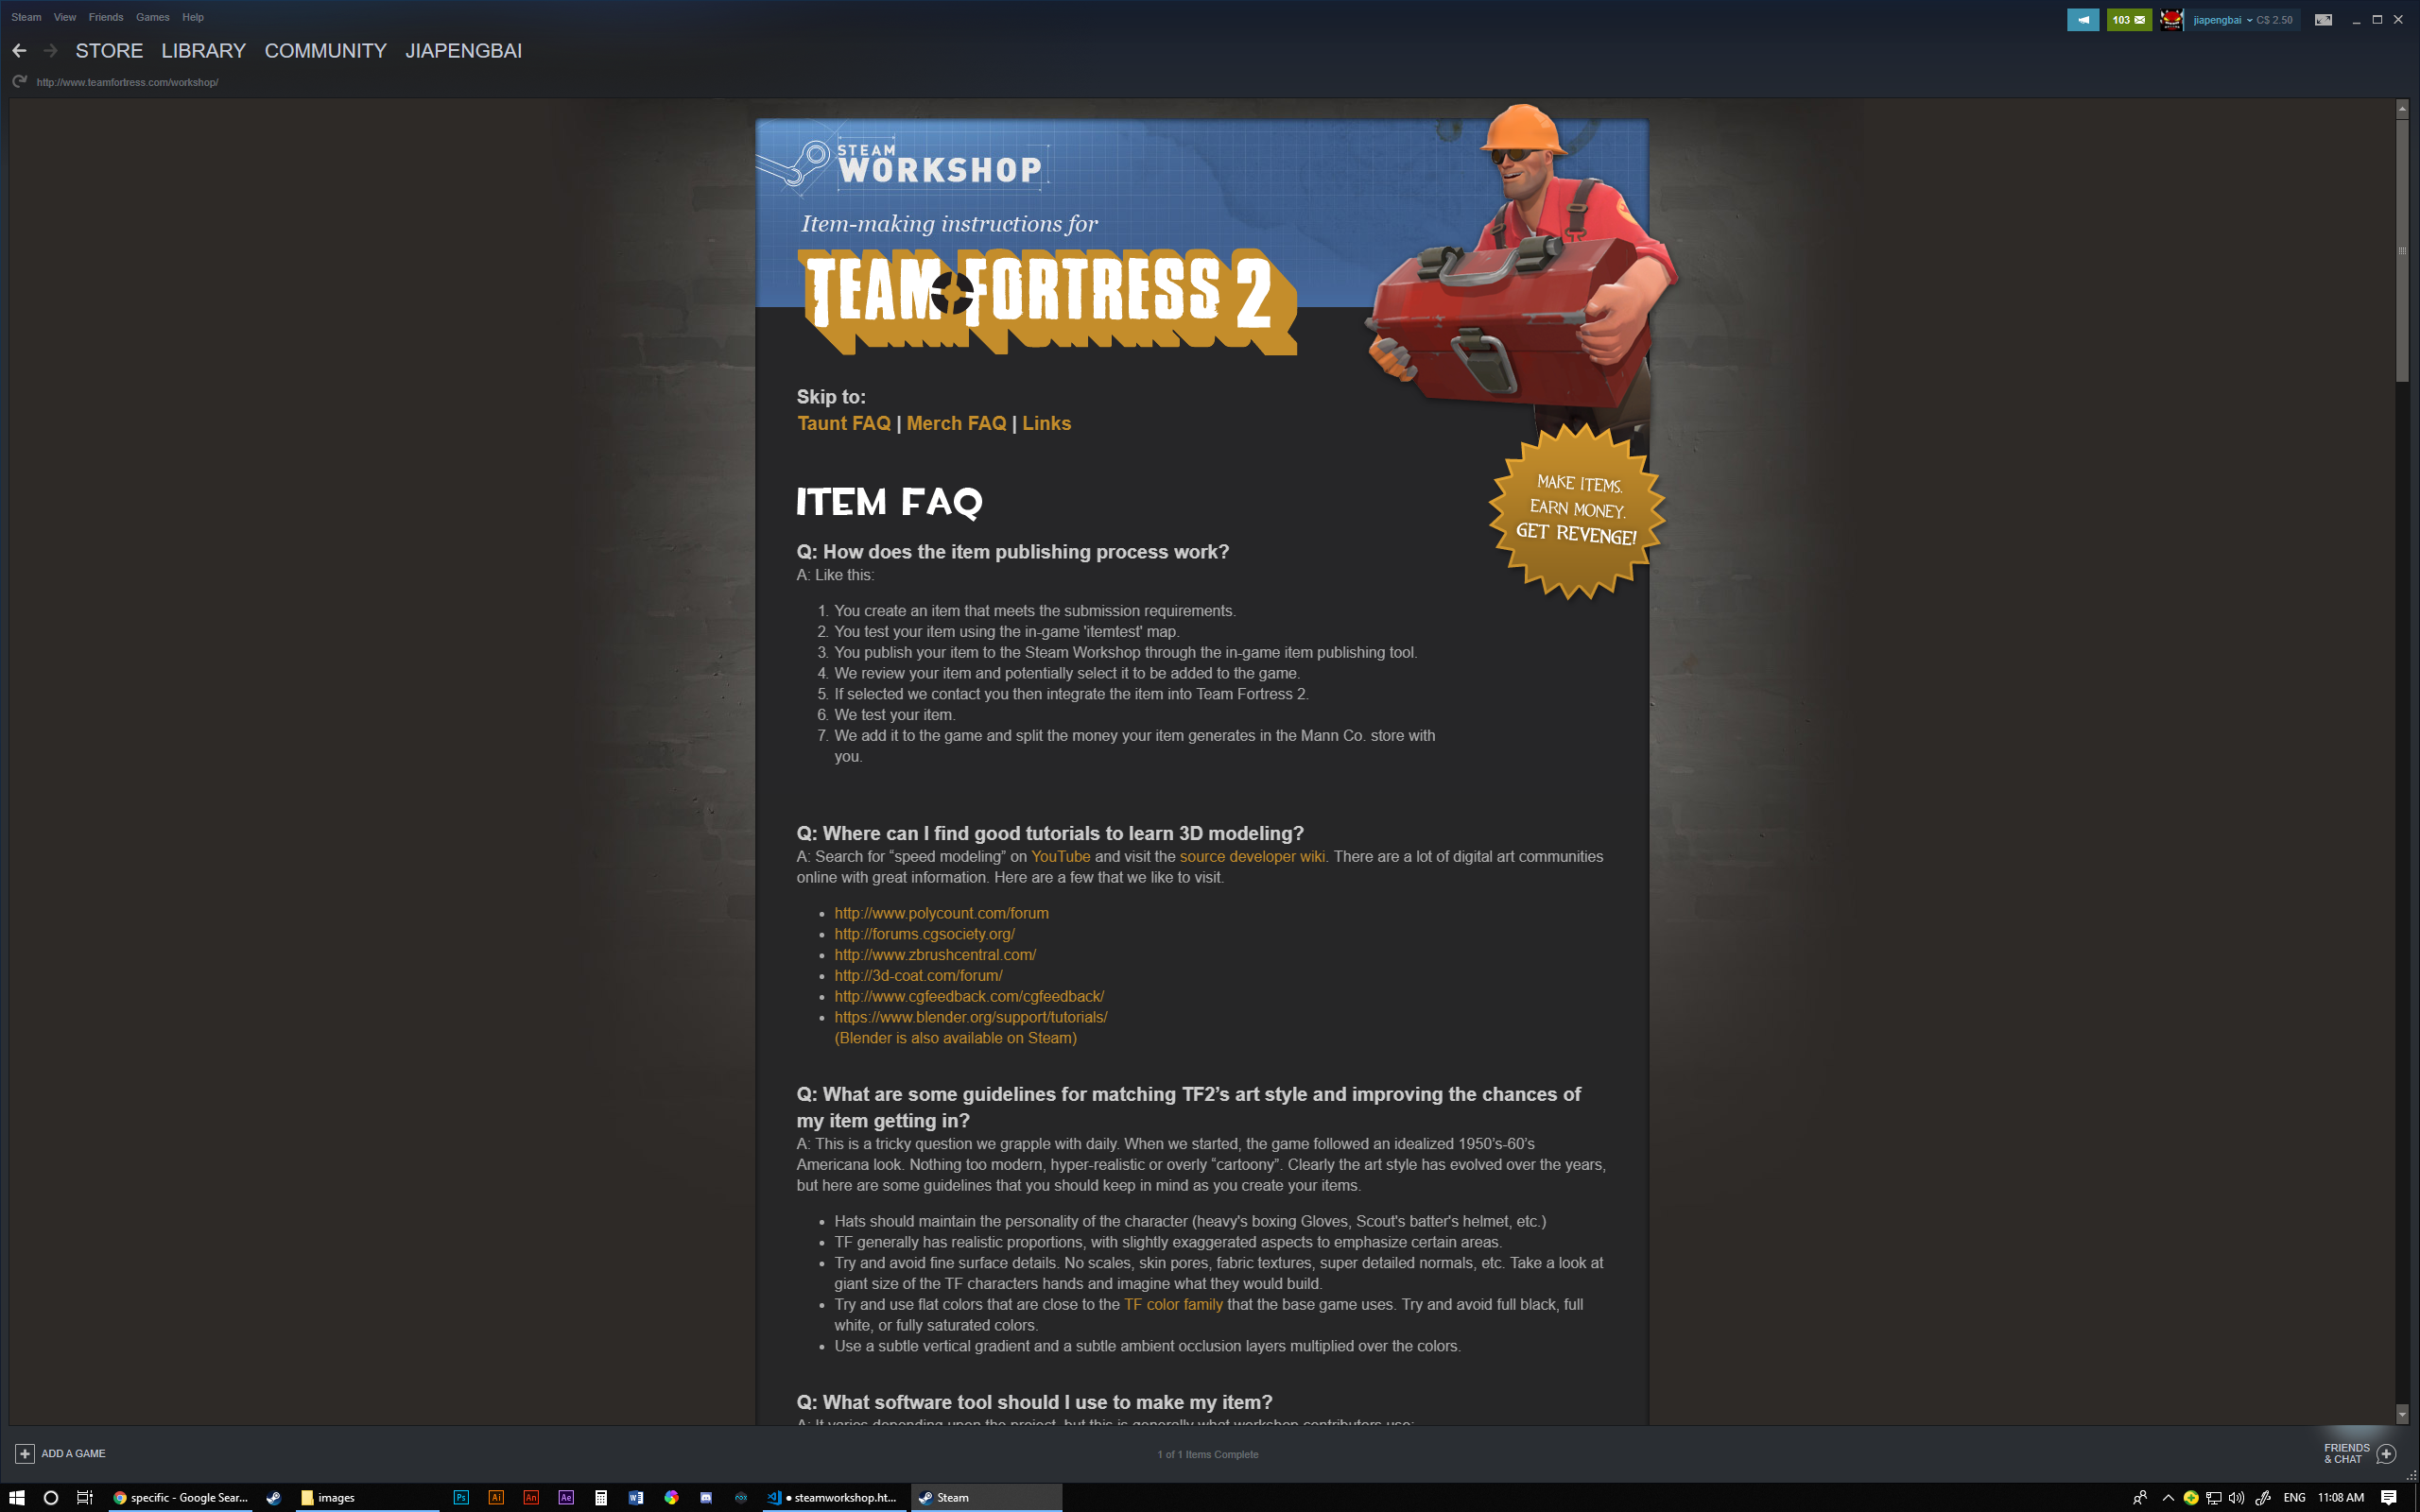 Steam View Friends Games Help
103 jiapengbai C$ 2.50
STORE LIBRARY COMMUNITY JIAPENGBAI
http://www.teamfortress.com/workshop/
STEAM
WORKSHOP
Item-making instructions for
TEAM FORTRESS 2
Skip to:
Taunt FAQ | Merch FAQ | Links
MAKE ITEMS.
EARN MONEY.
GET REVENGE!
ITEM FAQ
Q: How does the item publishing process work?
A: Like this:
1. You create an item that meets the submission requirements.
2. You test your item using the in-game 'itemtest' map.
3. You publish your item to the Steam Workshop through the in-game item publishing tool.
4. We review your item and potentially select it to be added to the game.
5. If selected we contact you then integrate the item into Team Fortress 2.
6. We test your item.
7. We add it to the game and split the money your item generates in the Mann Co. store with
you.
Q: Where can I find good tutorials to learn 3D modeling?
A: Search for “speed modeling” on YouTube and visit the source developer wiki. There are a lot of digital art communities
online with great information. Here are a few that we like to visit.
• http://www.polycount.com/forum
• http://forums.cgsociety.org/
• http://www.zbrushcentral.com/
• http://3d-coat.com/forum/
• http://www.cgfeedback.com/cgfeedback/
• https://www.blender.org/support/tutorials/
(Blender is also available on Steam)
Q: What are some guidelines for matching TF2’s art style and improving the chances of
my item getting in?
A: This is a tricky question we grapple with daily. When we started, the game followed an idealized 1950’s-60’s
Americana look. Nothing too modern, hyper-realistic or overly “cartoony”. Clearly the art style has evolved over the years,
but here are some guidelines that you should keep in mind as you create your items.
• Hats should maintain the personality of the character (heavy's boxing Gloves, Scout's batter's helmet, etc.)
• TF generally has realistic proportions, with slightly exaggerated aspects to emphasize certain areas.
• Try and avoid fine surface details. No scales, skin pores, fabric textures, super detailed normals, etc. Take a look at
giant size of the TF characters hands and imagine what they would build.
• Try and use flat colors that are close to the TF color family that the base game uses. Try and avoid full black, full
white, or fully saturated colors.
• Use a subtle vertical gradient and a subtle ambient occlusion layers multiplied over the colors.
Q: What software tool should I use to make my item?
A: It varies depending upon the project, but this is generally what workshop contributors use:
ADD A GAME
1 of 1 Items Complete
FRIENDS
& CHAT
specific - Google Sear... images Ps Ai An Ae steamworkshop.ht... Steam ENG 11:08 AM